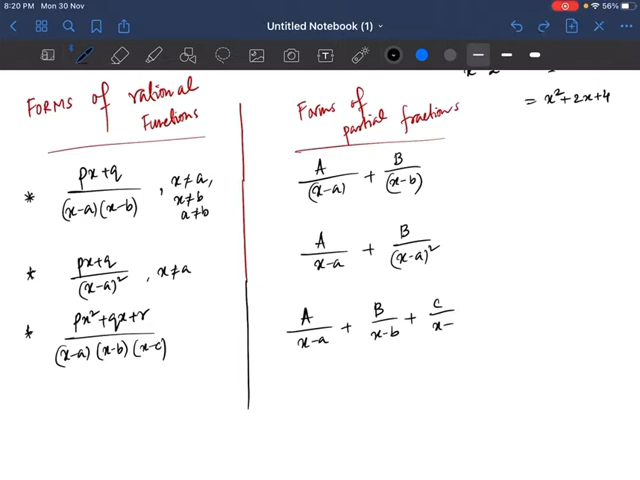 8:20 PM Mon 30 Nov
56%
Untitled Notebook (1)
= x² + 2x + 4
FORMS of rational Functions
Forms of partial fractions
* px+q / (x-a)(x-b) , x≠a, x≠b a≠b
A / (x-a) + B / (x-b)
* px+q / (x-a)² , x≠a
A / x-a + B / (x-a)²
* px²+qx+r / (x-a)(x-b)(x-c)
A / x-a + B / x-b + C / x-